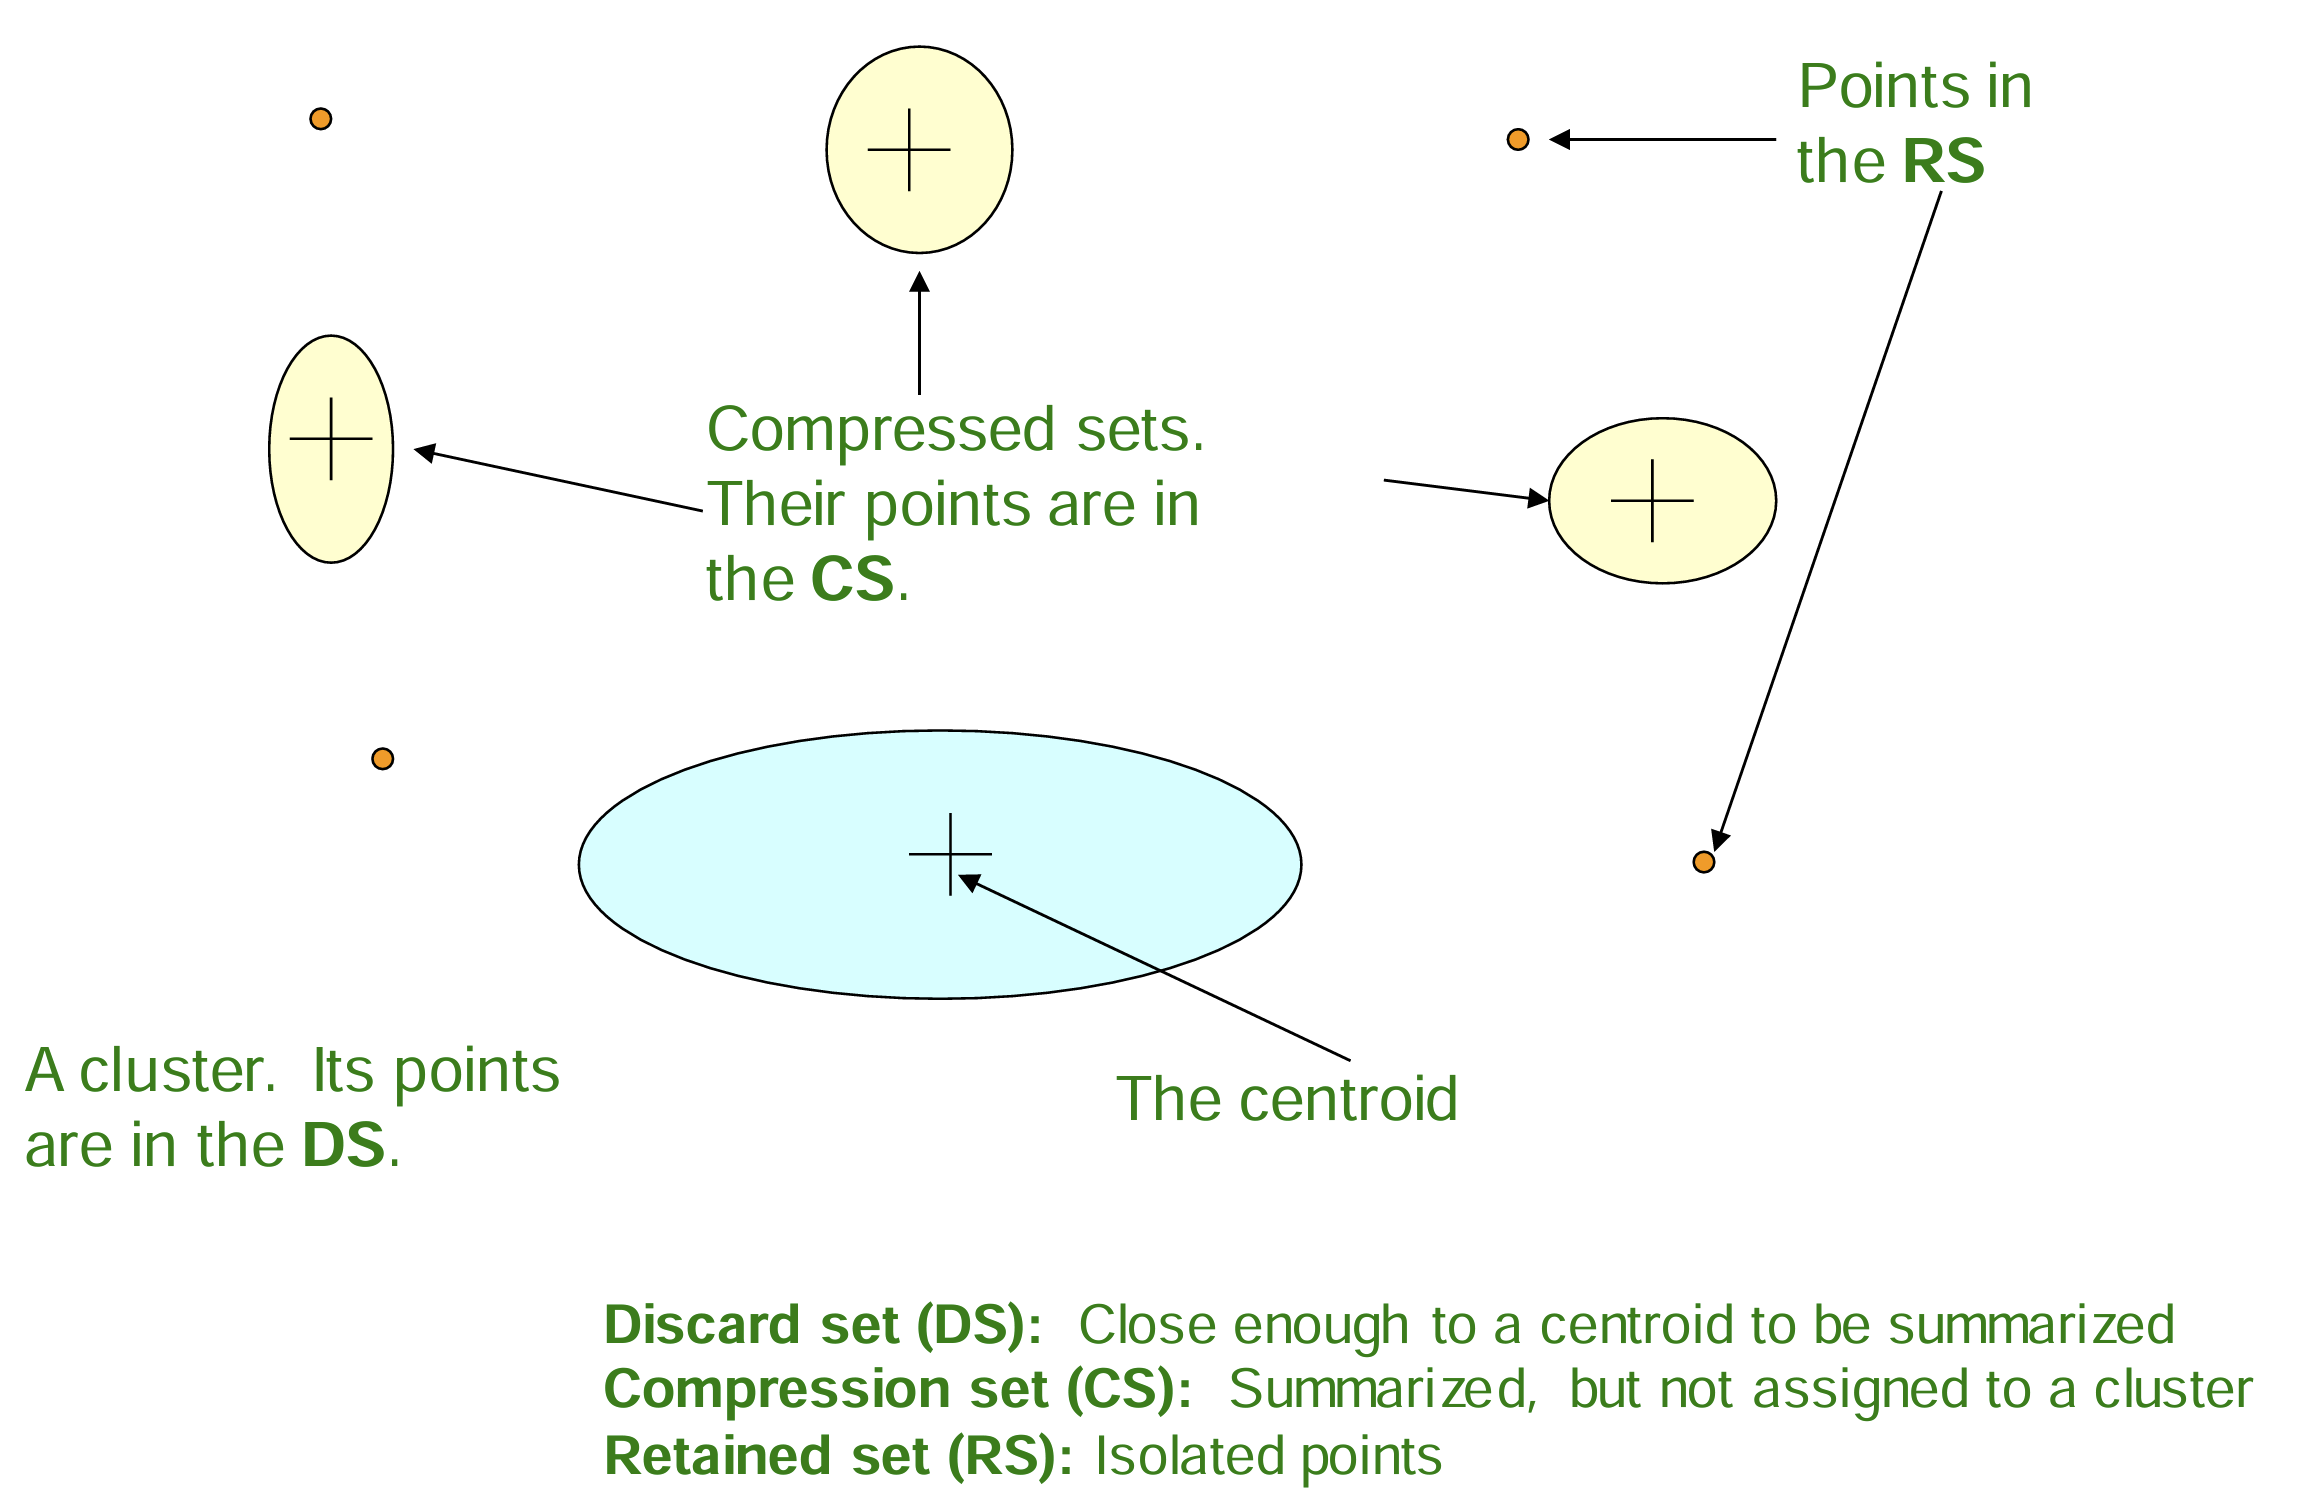 Points in
the RS
Compressed sets.
Their points are in
the CS.
A cluster. Its points
are in the DS.
The centroid
Discard set (DS): Close enough to a centroid to be summarized
Compression set (CS): Summarized, but not assigned to a cluster
Retained set (RS): Isolated points